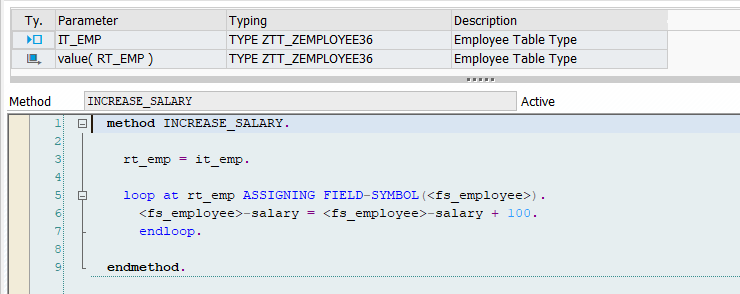 Ty. Parameter Typing Description
IT_EMP TYPE ZTT_ZEMPLOYEE36 Employee Table Type
value( RT_EMP ) TYPE ZTT_ZEMPLOYEE36 Employee Table Type
Method INCREASE_SALARY Active
1 method INCREASE_SALARY.
2
3 rt_emp = it_emp.
4
5 loop at rt_emp ASSIGNING FIELD-SYMBOL(<fs_employee>).
6 <fs_employee>-salary = <fs_employee>-salary + 100.
7 endloop.
8
9 endmethod.